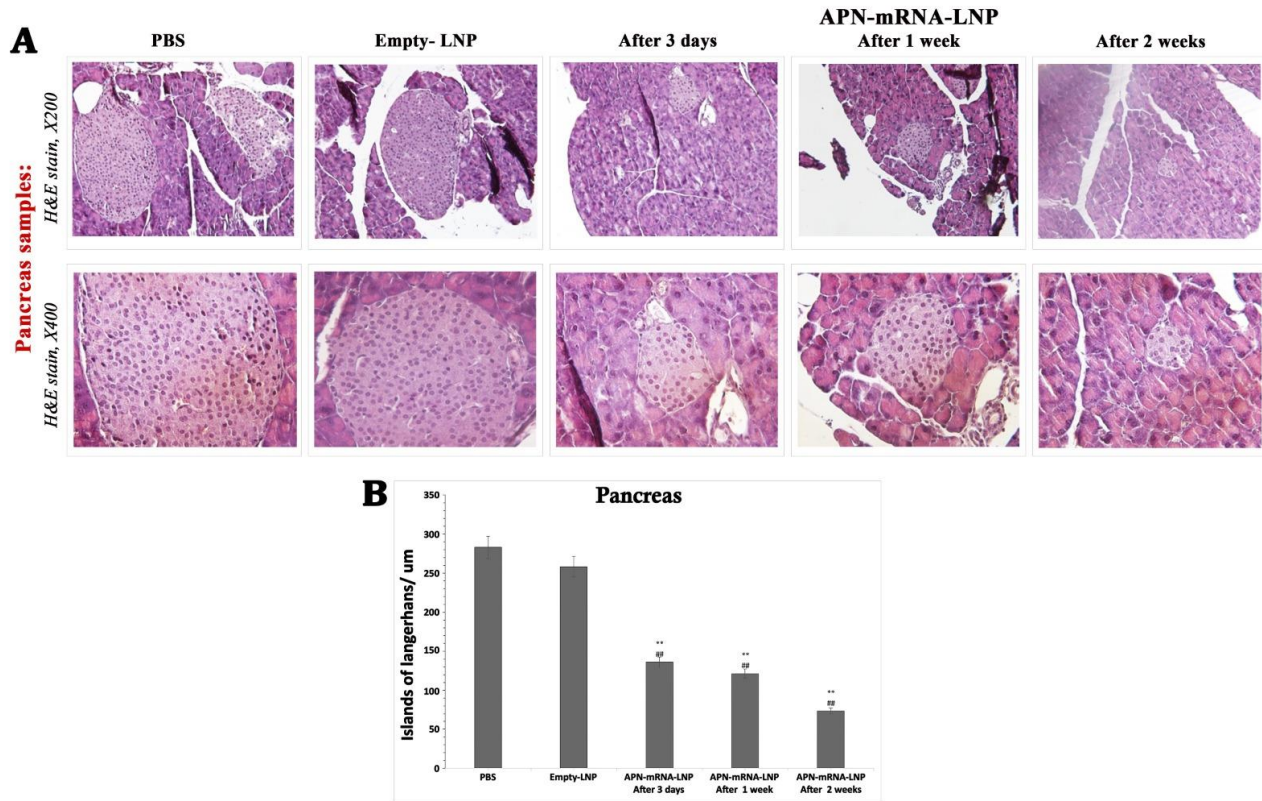 A
PBS
Empty- LNP
APN-mRNA-LNP
After 3 days
After 1 week
After 2 weeks
Pancreas samples:
H&E stain, X200
H&E stain, X400
B
Pancreas
Islands of langerhans/ um
350
300
250
200
150
100
50
0
**
##
**
##
**
##
PBS
Empty-LNP
APN-mRNA-LNP
After 3 days
APN-mRNA-LNP
After 1 week
APN-mRNA-LNP
After 2 weeks